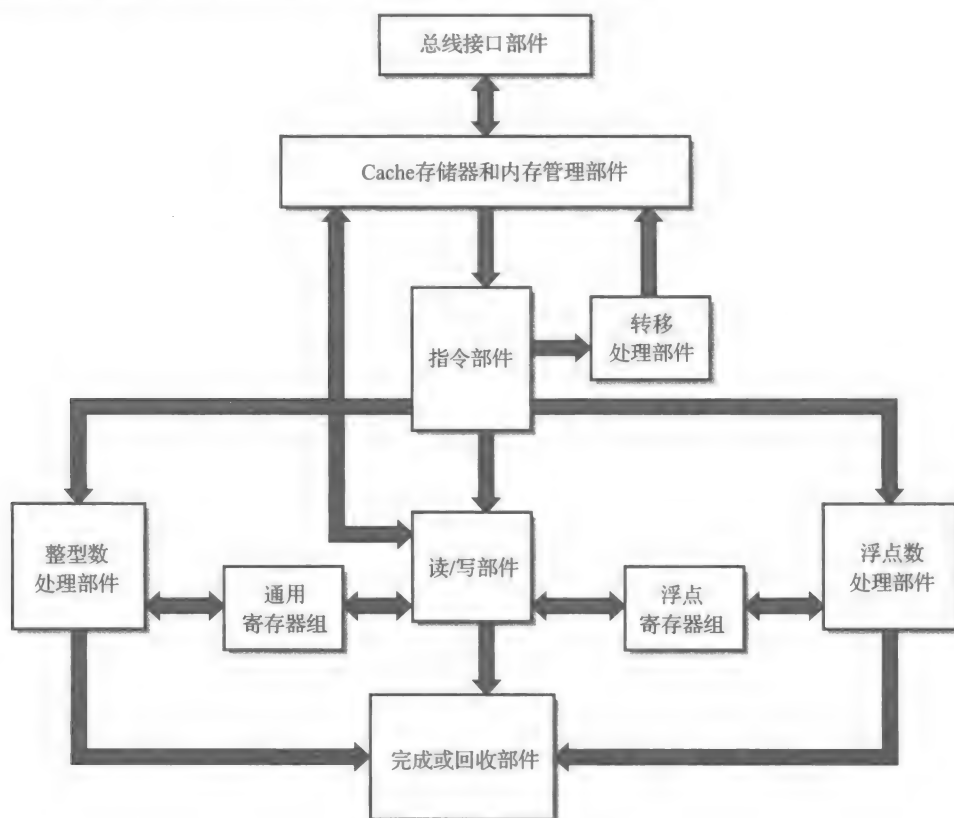 总线接口部件
Cache存储器和内存管理部件
转移
处理部件
指令部件
整型数
处理部件
读/写部件
浮点数
处理部件
通用
寄存器组
浮点
寄存器组
完成或回收部件